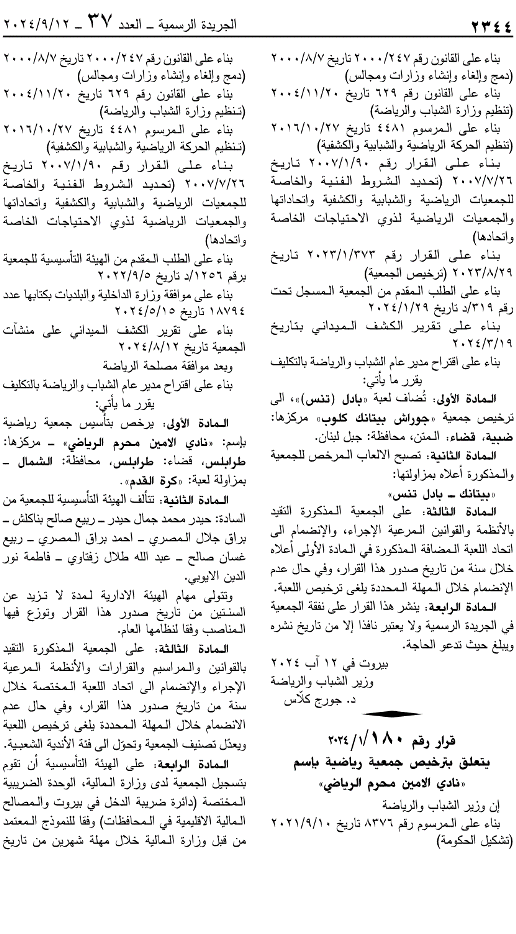 ٢٣٤٤
الجريدة الرسمية ــ العدد ٣٧ ــ ٢٠٢٤/٩/١٢
بناء على القانون رقم ٢٠٠٠/٢٤٧ تاريخ ٢٠٠٠/٨/٧
(دمج وإلغاء وإنشاء وزارات ومجالس)
بناء على القانون رقم ٦٢٩ تاريخ ٢٠٠٤/١١/٢٠
(تنظيم وزارة الشباب والرياضة)
بناء على المرسوم ٤٤٨١ تاريخ ٢٠١٦/١٠/٢٧
(تنظيم الحركة الرياضية والشبابية والكشفية)
بناء على القرار رقم ٢٠٠٧/١/٩٠ تاريخ
٢٠٠٧/٧/٢٦ (تحديد الشروط الفنية والخاصة
للجمعيات الرياضية والشبابية والكشفية واتحاداتها
والجمعيات الرياضية لذوي الاحتياجات الخاصة
واتحادها)
بناء على القرار رقم ٢٠٢٣/١/٣٧٣ تاريخ
٢٠٢٣/٨/٢٩ (ترخيص الجمعية)
بناء على الطلب المقدم من الجمعية المسجل تحت
رقم ٣١٩/د تاريخ ٢٠٢٤/١/٢٩
بناء على تقرير الكشف الميداني بتاريخ
٢٠٢٤/٣/١٩
بناء على اقتراح مدير عام الشباب والرياضة بالتكليف
يقرر ما يأتي:
المادة الأولى: تُضاف لعبة «بادل (تنس)»، الى
ترخيص جمعية «جوراش بيتانك كلوب» مركزها:
ضبية، قضاء: المتن، محافظة: جبل لبنان.
المادة الثانية: تصبح الالعاب المرخص للجمعية
والمذكورة أعلاه بمزاولتها:
«بيتانك ــ بادل تنس»
المادة الثالثة: على الجمعية المذكورة التقيد
بالأنظمة والقوانين المرعية الإجراء، والإنضمام الى
اتحاد اللعبة المضافة المذكورة في المادة الأولى أعلاه
خلال سنة من تاريخ صدور هذا القرار، وفي حال عدم
الإنضمام خلال المهلة المحددة يلغى ترخيص اللعبة.
المادة الرابعة: ينشر هذا القرار على نفقة الجمعية
في الجريدة الرسمية ولا يعتبر نافذا إلا من تاريخ نشره
ويبلغ حيث تدعو الحاجة.
بيروت في ١٢ آب ٢٠٢٤
وزير الشباب والرياضة
د. جورج كلّاس
قرار رقم ٢٠٢٤/١/١٨٠
يتعلق بترخيص جمعية رياضية بإسم
«نادي الامين محرم الرياضي»
إن وزير الشباب والرياضة
بناء على المرسوم رقم ٨٣٧٦ تاريخ ٢٠٢١/٩/١٠
(تشكيل الحكومة)
بناء على القانون رقم ٢٠٠٠/٢٤٧ تاريخ ٢٠٠٠/٨/٧
(دمج وإلغاء وإنشاء وزارات ومجالس)
بناء على القانون رقم ٦٢٩ تاريخ ٢٠٠٤/١١/٢٠
(تنظيم وزارة الشباب والرياضة)
بناء على المرسوم ٤٤٨١ تاريخ ٢٠١٦/١٠/٢٧
(تنظيم الحركة الرياضية والشبابية والكشفية)
بناء على القرار رقم ٢٠٠٧/١/٩٠ تاريخ
٢٠٠٧/٧/٢٦ (تحديد الشروط الفنية والخاصة
للجمعيات الرياضية والشبابية والكشفية واتحاداتها
والجمعيات الرياضية لذوي الاحتياجات الخاصة
واتحادها)
بناء على الطلب المقدم من الهيئة التأسيسية للجمعية
برقم ١٢٥٦/د تاريخ ٢٠٢٢/٩/٥
بناء على موافقة وزارة الداخلية والبلديات بكتابها عدد
١٨٧٩٤ تاريخ ٢٠٢٤/٥/١٥
بناء على تقرير الكشف الميداني على منشآت
الجمعية تاريخ ٢٠٢٤/٨/١٢
وبعد موافقة مصلحة الرياضة
بناء على اقتراح مدير عام الشباب والرياضة بالتكليف
يقرر ما يأتي:
المادة الأولى: يرخص بتأسيس جمعية رياضية
بإسم: «نادي الامين محرم الرياضي» ــ مركزها:
طرابلس، قضاء: طرابلس، محافظة: الشمال ــ
بمزاولة لعبة: «كرة القدم».
المادة الثانية: تتألف الهيئة التأسيسية للجمعية من
السادة: حيدر محمد جمال حيدر ــ ربيع صالح بناكلش ــ
براق جلال المصري ــ احمد براق المصري ــ ربيع
غسان صالح ــ عبد الله طلال زفتاوي ــ فاطمة نور
الدين الايوبي.
وتتولى مهام الهيئة الادارية لمدة لا تزيد عن
السنتين من تاريخ صدور هذا القرار وتوزع فيها
المناصب وفقا لنظامها العام.
المادة الثالثة: على الجمعية المذكورة التقيد
بالقوانين والمراسيم والقرارات والأنظمة المرعية
الإجراء والإنضمام الى اتحاد اللعبة المختصة خلال
سنة من تاريخ صدور هذا القرار، وفي حال عدم
الانضمام خلال المهلة المحددة يلغى ترخيص اللعبة
ويعدّل تصنيف الجمعية وتحوّل الى فئة الأندية الشعبية.
المادة الرابعة: على الهيئة التأسيسية أن تقوم
بتسجيل الجمعية لدى وزارة المالية، الوحدة الضريبية
المختصة (دائرة ضريبة الدخل في بيروت والمصالح
المالية الاقليمية في المحافظات) وفقا للنموذج المعتمد
من قبل وزارة المالية خلال مهلة شهرين من تاريخ